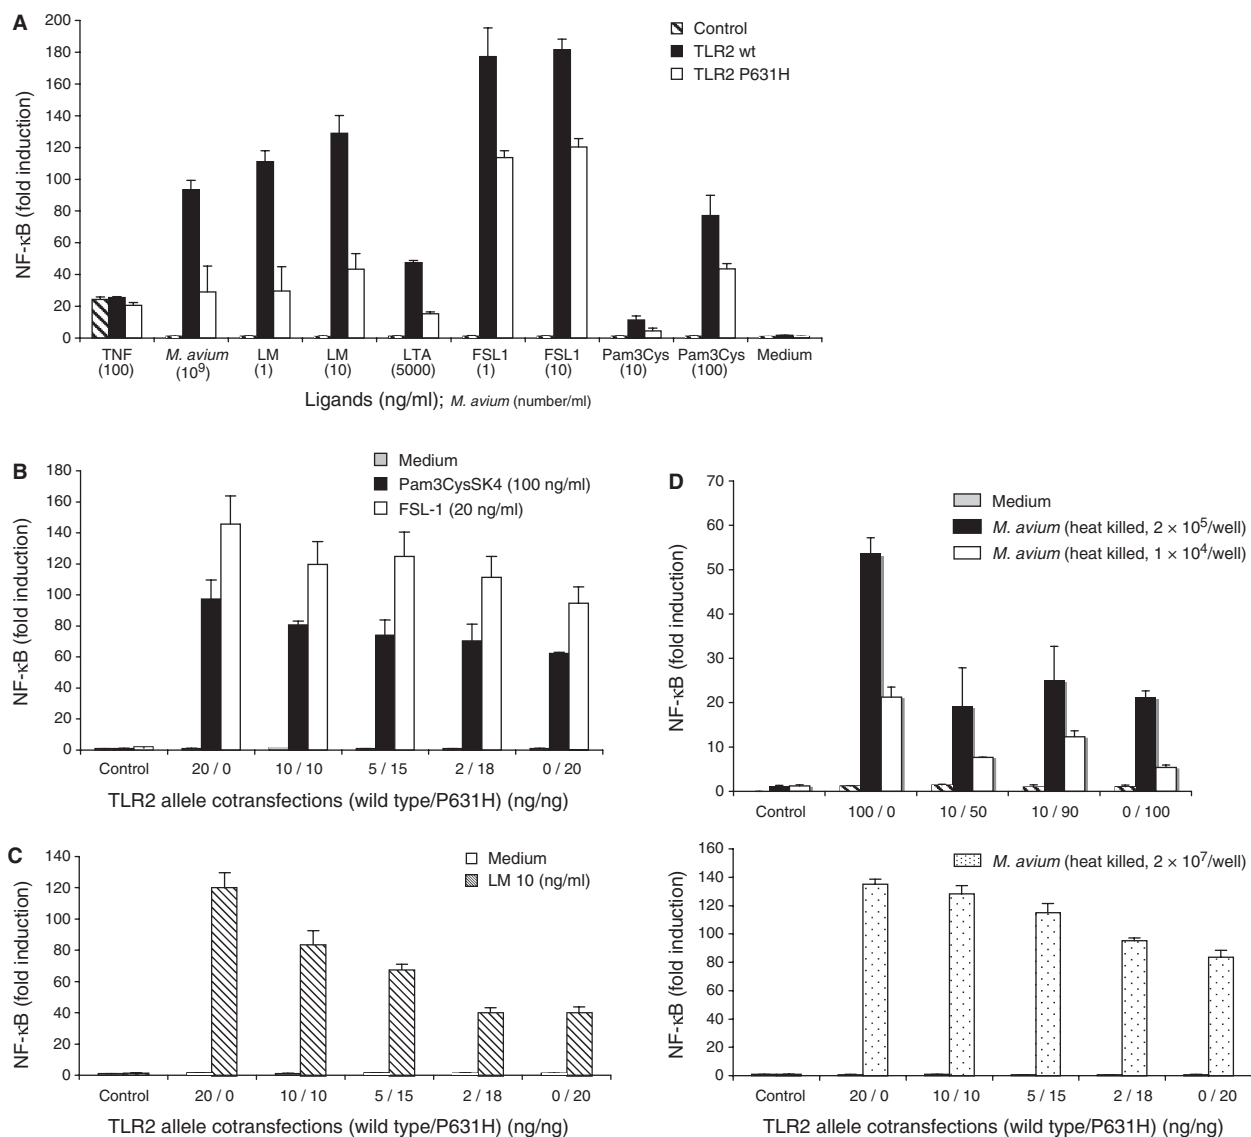 A
NF-κB (fold induction)
200
180
160
140
120
100
80
60
40
20
0
Control
TLR2 wt
TLR2 P631H
TNF M. avium LM LM LTA FSL1 FSL1 Pam3Cys Pam3Cys Medium
(100) (10⁹) (1) (10) (5000) (1) (10) (10) (100)
Ligands (ng/ml); M. avium (number/ml)
B
NF-κB (fold induction)
180
160
140
120
100
80
60
40
20
0
Medium
Pam3CysSK4 (100 ng/ml)
FSL-1 (20 ng/ml)
Control 20 / 0 10 / 10 5 / 15 2 / 18 0 / 20
TLR2 allele cotransfections (wild type/P631H) (ng/ng)
C
NF-κB (fold induction)
140
120
100
80
60
40
20
0
Medium
LM 10 (ng/ml)
Control 20 / 0 10 / 10 5 / 15 2 / 18 0 / 20
TLR2 allele cotransfections (wild type/P631H) (ng/ng)
D
NF-κB (fold induction)
70
60
50
40
30
20
10
0
Medium
M. avium (heat killed, 2 × 10⁵/well)
M. avium (heat killed, 1 × 10⁴/well)
Control 100 / 0 10 / 50 10 / 90 0 / 100
NF-κB (fold induction)
160
140
120
100
80
60
40
20
0
M. avium (heat killed, 2 × 10⁷/well)
Control 20 / 0 10 / 10 5 / 15 2 / 18 0 / 20
TLR2 allele cotransfections (wild type/P631H) (ng/ng)